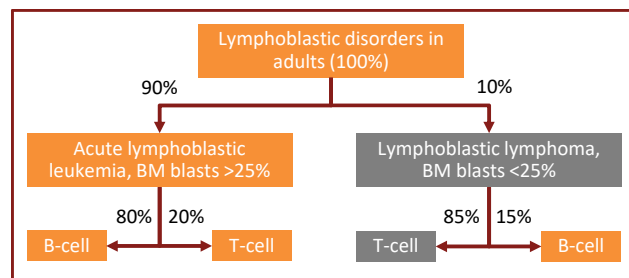 Lymphoblastic disorders in
adults (100%)
90%
10%
Acute lymphoblastic
leukemia, BM blasts >25%
Lymphoblastic lymphoma,
BM blasts <25%
80%
20%
85%
15%
B-cell
T-cell
T-cell
B-cell